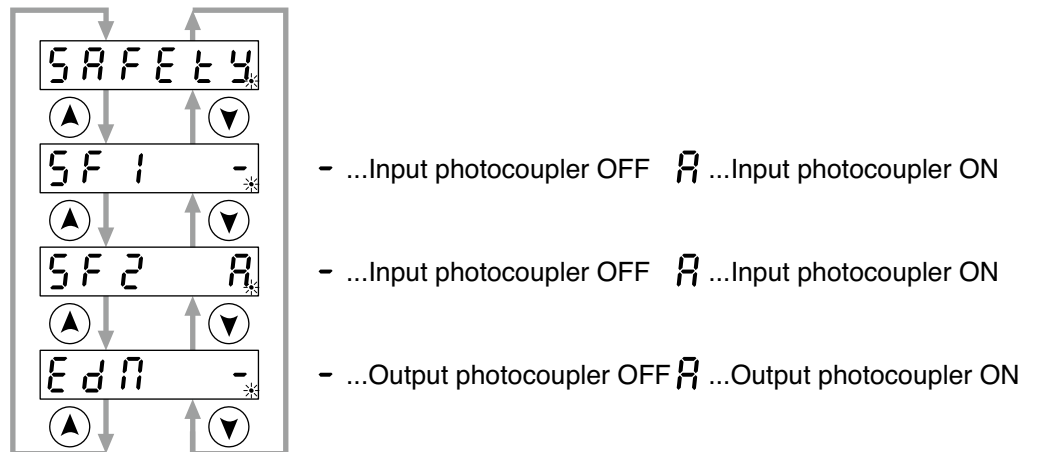 SAFEtY.
SF1 -.
- ...Input photocoupler OFF A ...Input photocoupler ON
SF2 A.
- ...Input photocoupler OFF A ...Input photocoupler ON
EdM -.
- ...Output photocoupler OFF A ...Output photocoupler ON